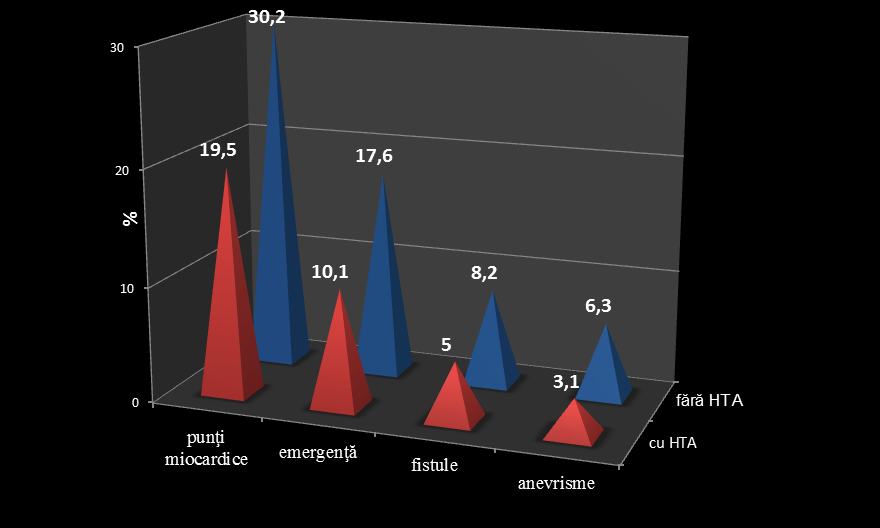 30,2
30
19,5
17,6
20
%
10,1
8,2
6,3
10
5
3,1
0
fără HTA
cu HTA
punţi
miocardice
emergenţă
fistule
anevrisme